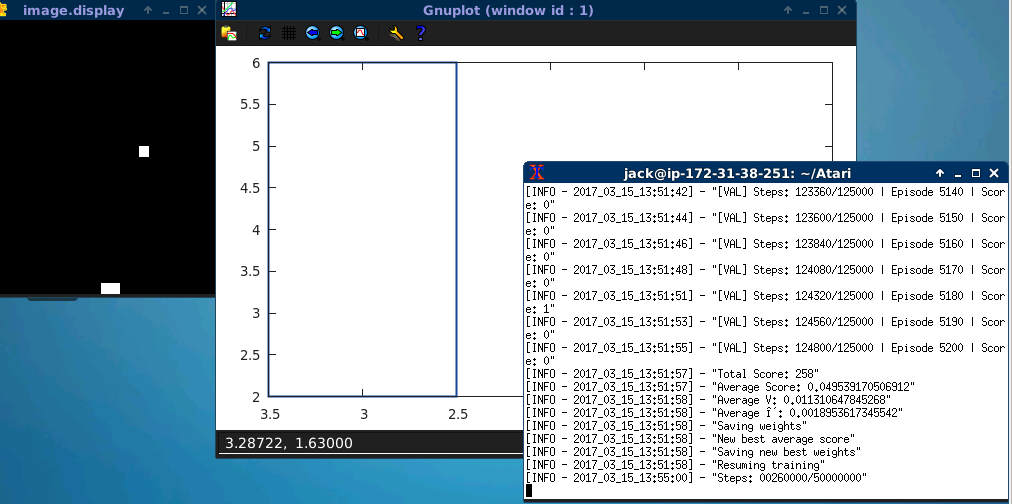 image.display
Gnuplot (window id : 1)
6
5.5
5
4.5
4
3.5
3
2.5
2
3.5
3
2.5
3.28722, 1.63000
jack@ip-172-31-38-251: ~/Atari
[INFO - 2017_03_15_13:51:42] - "[VAL] Steps: 123360/125000 | Episode 5140 | Scor
e: 0"
[INFO - 2017_03_15_13:51:44] - "[VAL] Steps: 123600/125000 | Episode 5150 | Scor
e: 0"
[INFO - 2017_03_15_13:51:46] - "[VAL] Steps: 123840/125000 | Episode 5160 | Scor
e: 0"
[INFO - 2017_03_15_13:51:48] - "[VAL] Steps: 124080/125000 | Episode 5170 | Scor
e: 0"
[INFO - 2017_03_15_13:51:51] - "[VAL] Steps: 124320/125000 | Episode 5180 | Scor
e: 1"
[INFO - 2017_03_15_13:51:53] - "[VAL] Steps: 124560/125000 | Episode 5190 | Scor
e: 0"
[INFO - 2017_03_15_13:51:55] - "[VAL] Steps: 124800/125000 | Episode 5200 | Scor
e: 0"
[INFO - 2017_03_15_13:51:57] - "Total Score: 258"
[INFO - 2017_03_15_13:51:57] - "Average Score: 0.049539170506912"
[INFO - 2017_03_15_13:51:58] - "Average V: 0.011310647845268"
[INFO - 2017_03_15_13:51:58] - "Average Î´: 0.0018953617345542"
[INFO - 2017_03_15_13:51:58] - "Saving weights"
[INFO - 2017_03_15_13:51:58] - "New best average score"
[INFO - 2017_03_15_13:51:58] - "Saving new best weights"
[INFO - 2017_03_15_13:51:58] - "Resuming training"
[INFO - 2017_03_15_13:55:00] - "Steps: 00260000/50000000"